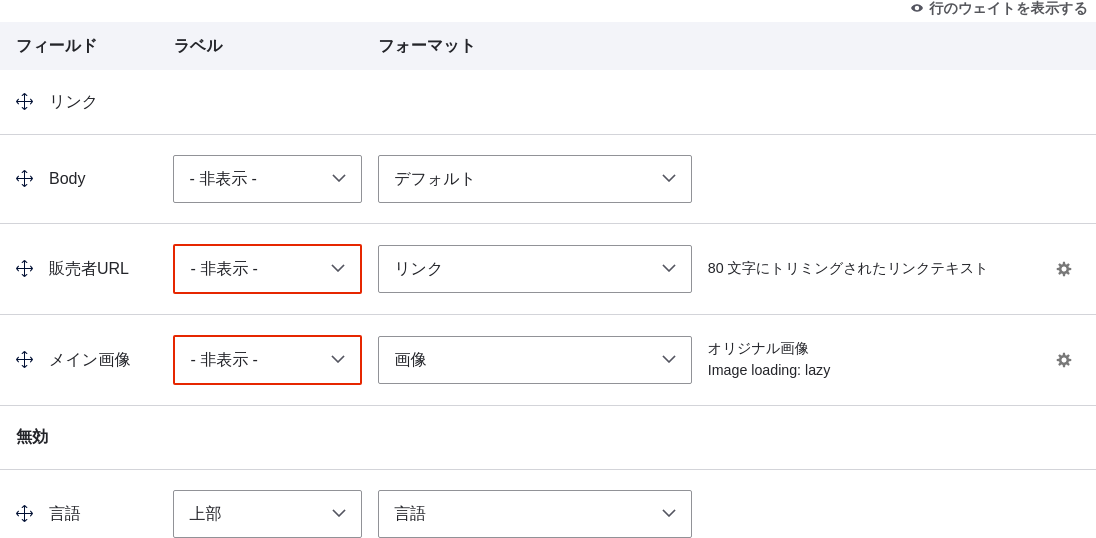 行のウェイトを表示する
フィールド ラベル フォーマット
リンク
Body - 非表示 - デフォルト
販売者URL - 非表示 - リンク 80 文字にトリミングされたリンクテキスト
メイン画像 - 非表示 - 画像 オリジナル画像
Image loading: lazy
無効
言語 上部 言語